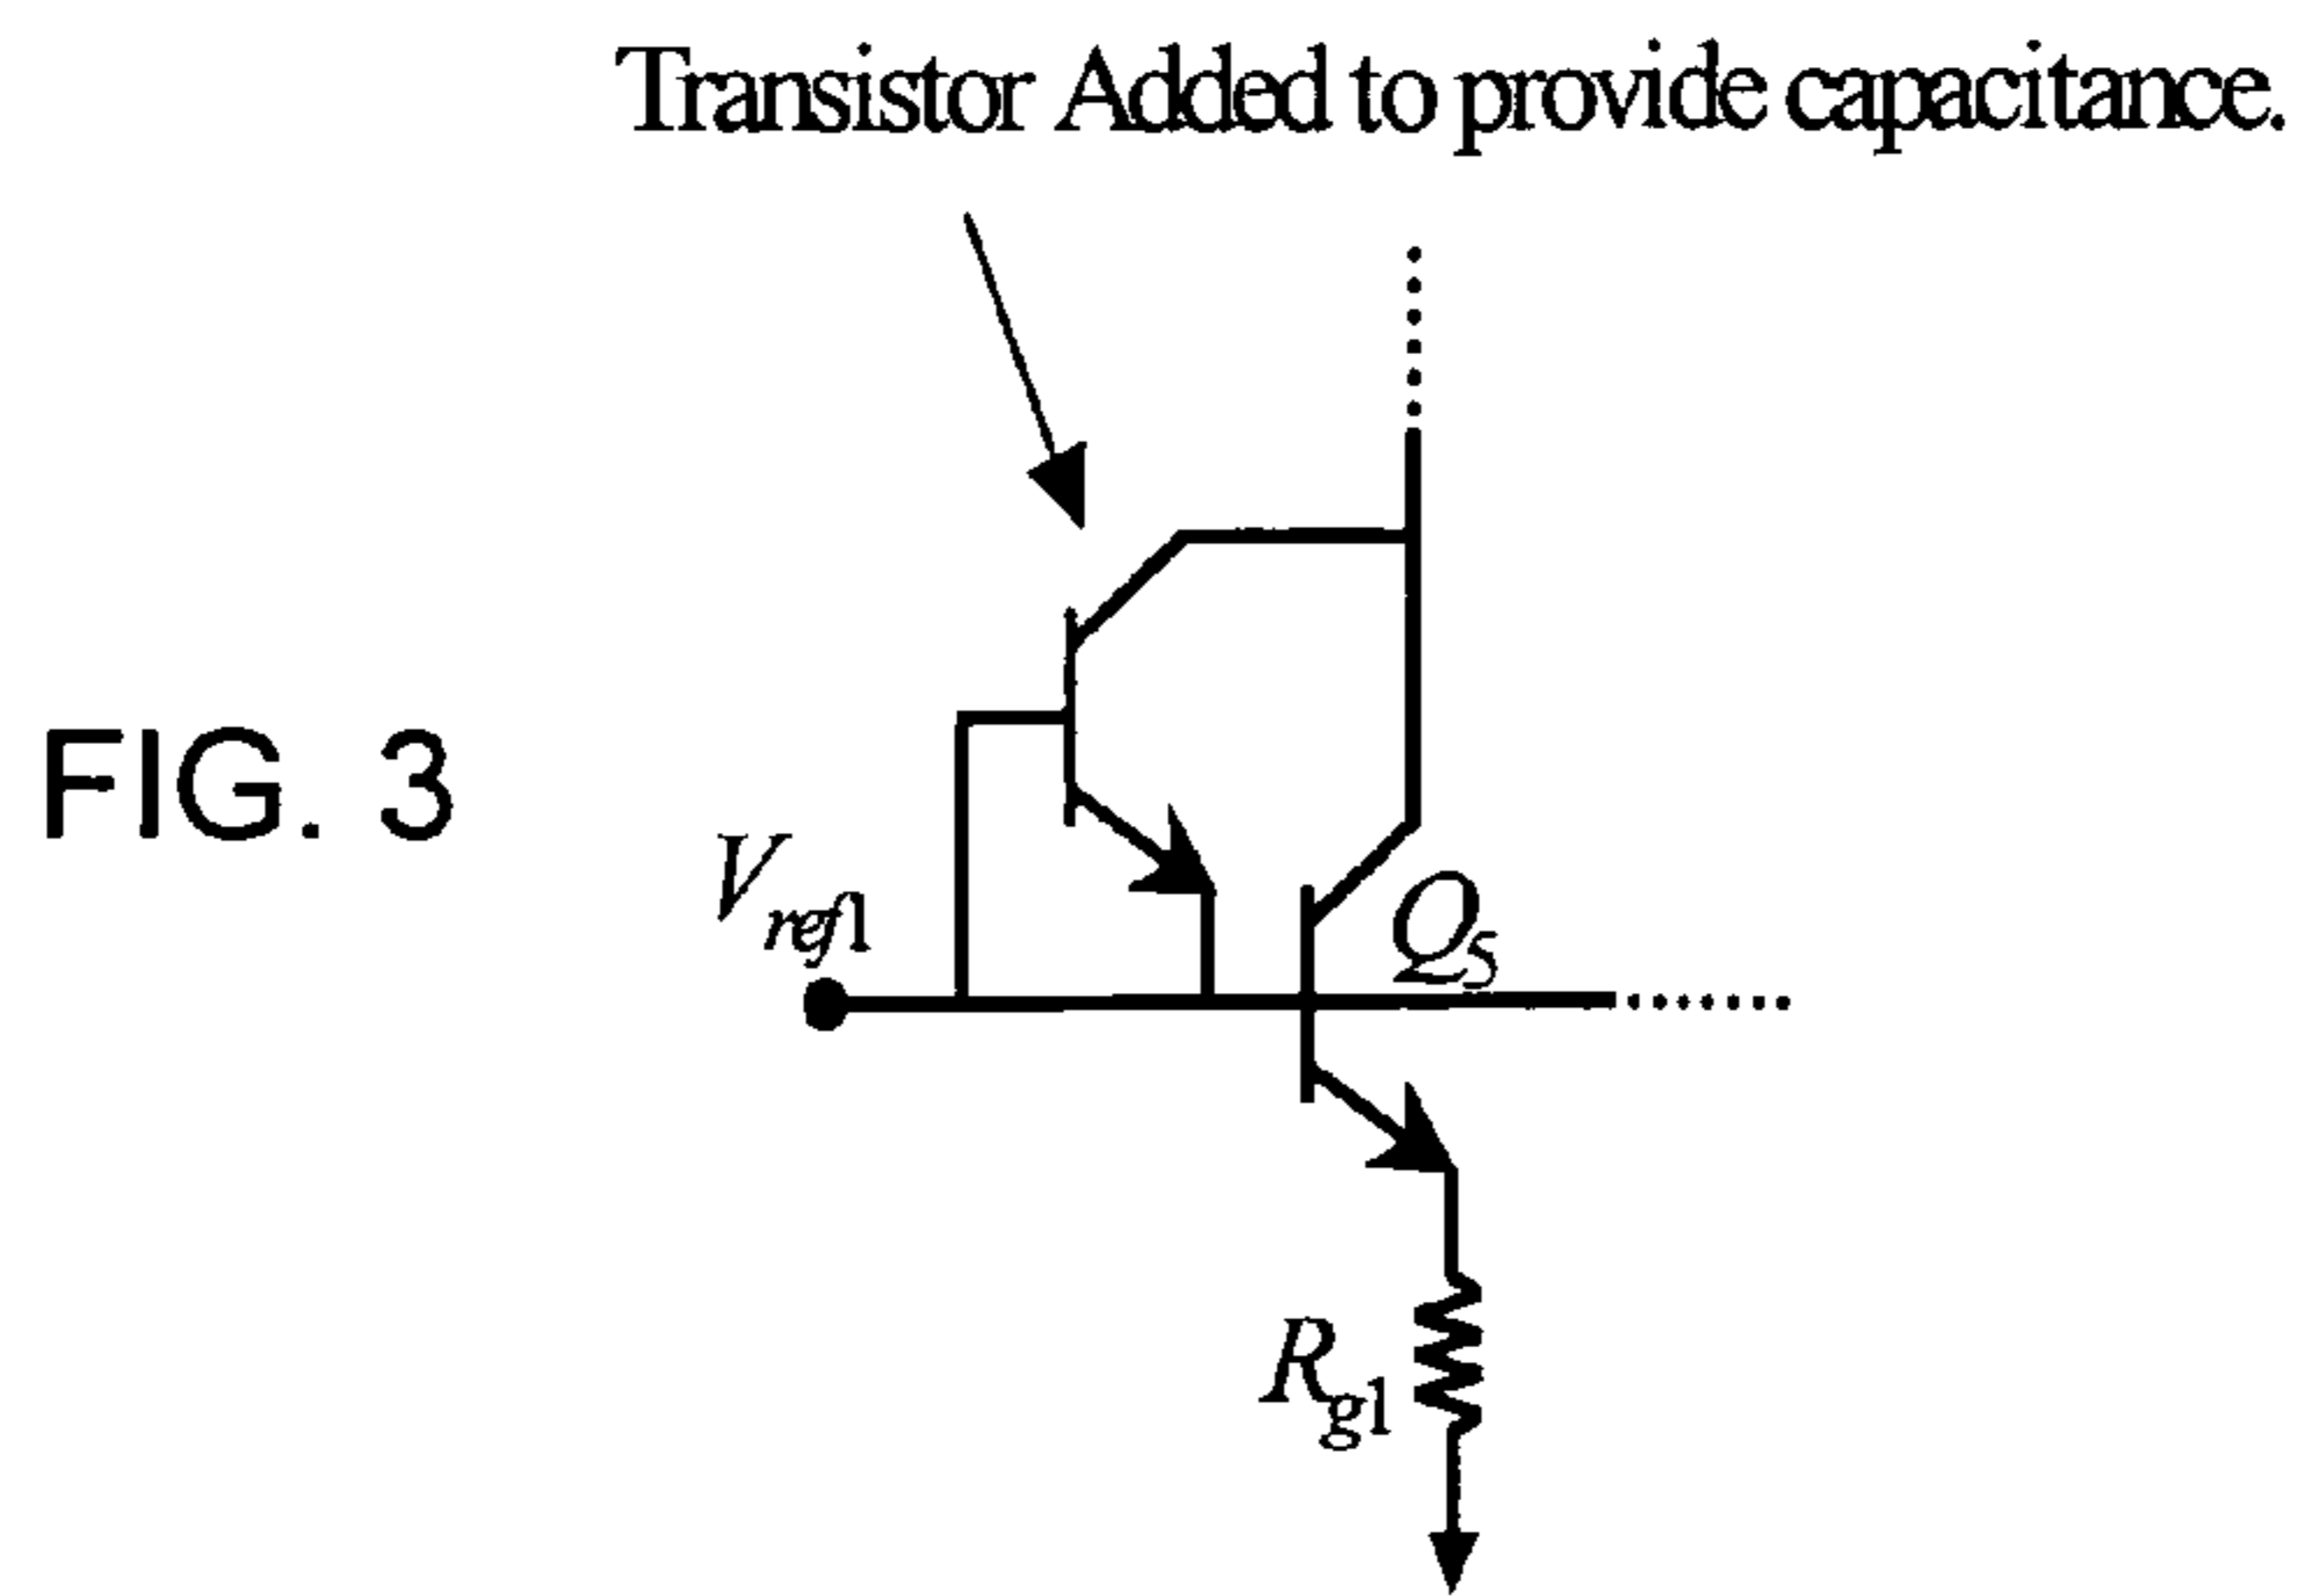 Transistor Added to provide capacitance.
FIG. 3
Vref1
Q5
Rg1